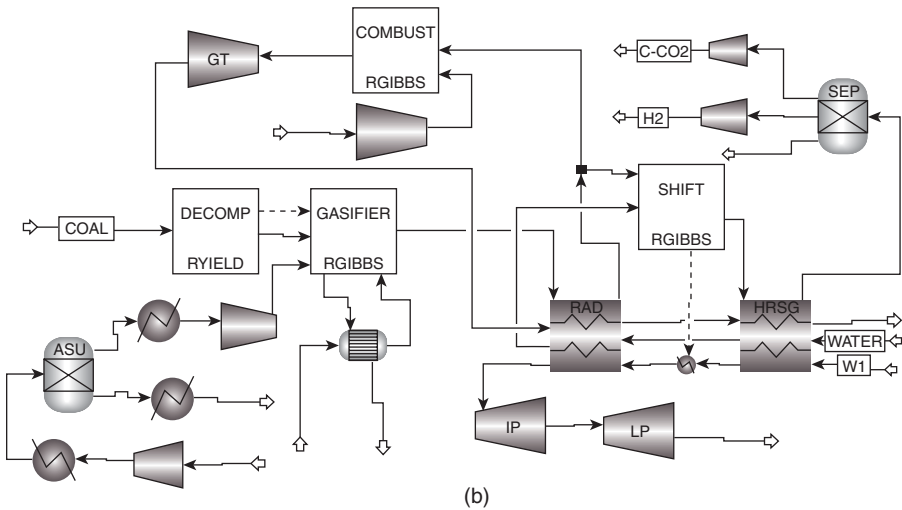 COMBUST
C-CO2
GT
RGIBBS
SEP
H2
SHIFT
DECOMP
GASIFIER
COAL
RGIBBS
RYIELD
RGIBBS
RAD
HRSG
ASU
WATER
W1
IP
LP
(b)